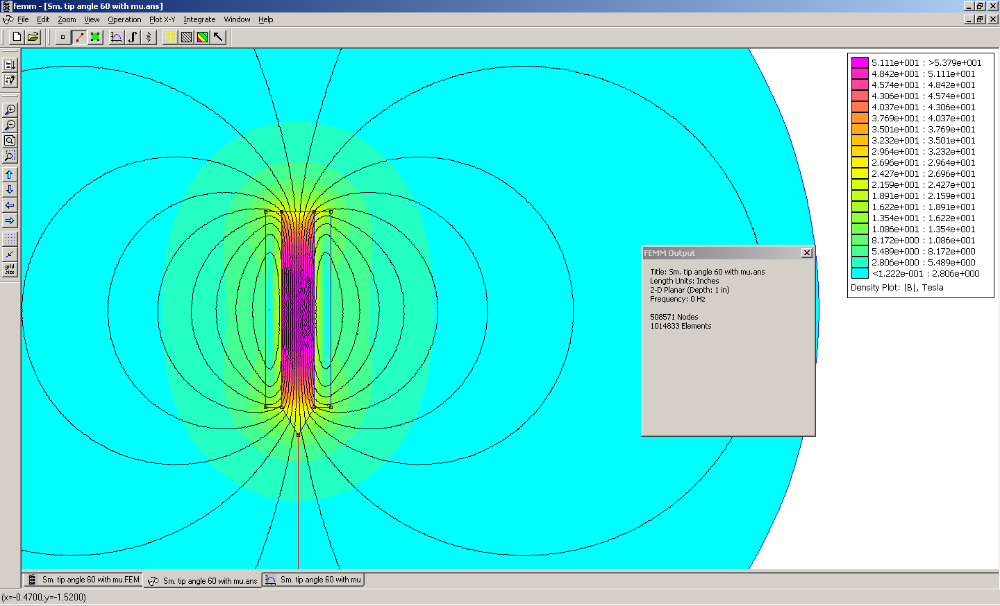 femm - [Sm. tip angle 60 with mu.ans]
File Edit Zoom View Operation Plot X-Y Integrate Window Help
grid
size
5.111e+001 : >5.379e+001
4.842e+001 : 5.111e+001
4.574e+001 : 4.842e+001
4.306e+001 : 4.574e+001
4.037e+001 : 4.306e+001
3.769e+001 : 4.037e+001
3.501e+001 : 3.769e+001
3.232e+001 : 3.501e+001
2.964e+001 : 3.232e+001
2.696e+001 : 2.964e+001
2.427e+001 : 2.696e+001
2.159e+001 : 2.427e+001
1.891e+001 : 2.159e+001
1.622e+001 : 1.891e+001
1.354e+001 : 1.622e+001
1.086e+001 : 1.354e+001
8.172e+000 : 1.086e+001
5.489e+000 : 8.172e+000
2.806e+000 : 5.489e+000
<1.222e-001 : 2.806e+000
Density Plot: |B|, Tesla
FEMM Output
Title: Sm. tip angle 60 with mu.ans
Length Units: Inches
2-D Planar (Depth: 1 in)
Frequency: 0 Hz
508571 Nodes
1014833 Elements
Sm. tip angle 60 with mu.FEM
Sm. tip angle 60 with mu.ans
Sm. tip angle 60 with mu
(x=-0.4700,y=-1.5200)